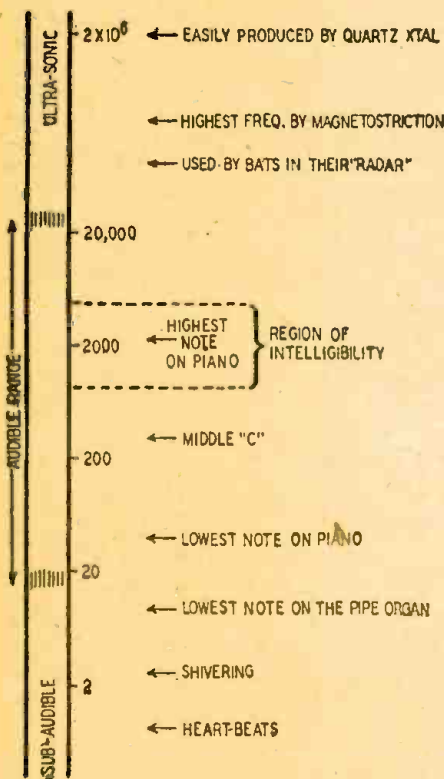 ULTRA-SONIC
2X10⁶
EASILY PRODUCED BY QUARTZ XTAL
HIGHEST FREQ. BY MAGNETOSTRICTION
USED BY BATS IN THEIR "RADAR"
20,000
AUDIBLE RANGE
HIGHEST
NOTE
ON PIANO
2000
REGION OF
INTELLIGIBILITY
MIDDLE "C"
200
LOWEST NOTE ON PIANO
20
LOWEST NOTE ON THE PIPE ORGAN
SHIVERING
2
HEART-BEATS
SUB-AUDIBLE